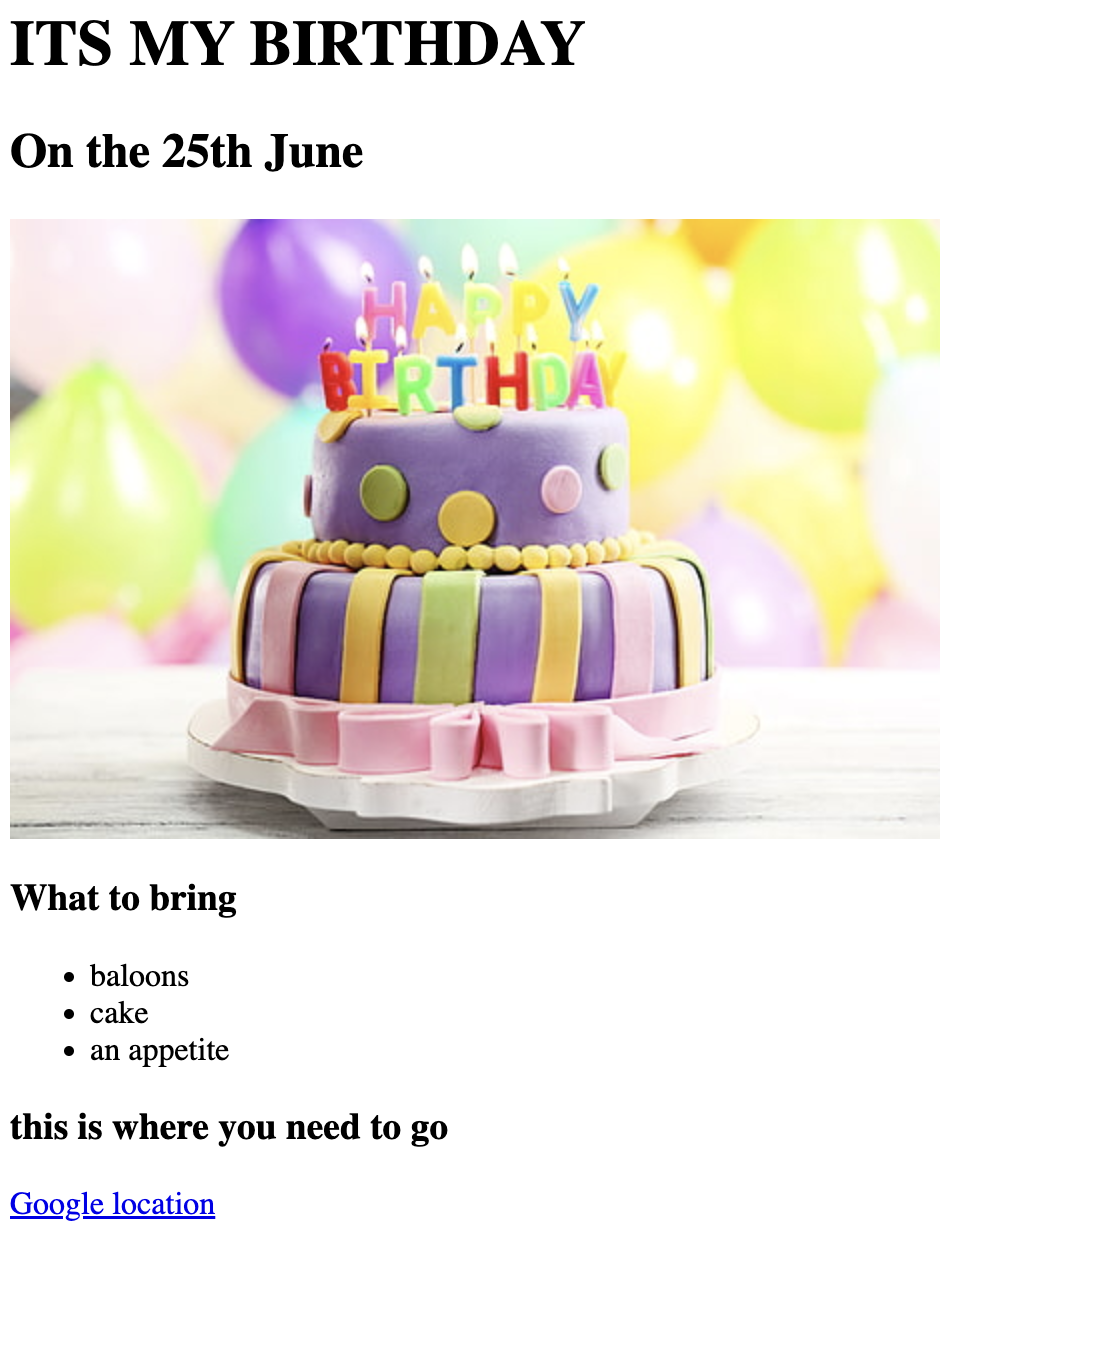 ITS MY BIRTHDAY
On the 25th June
HAPPY
BIRTHDAY
What to bring
baloons
cake
an appetite
this is where you need to go
Google location